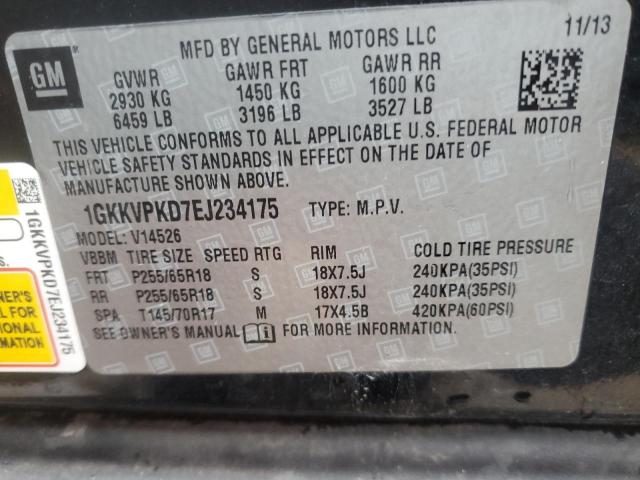 GM
MFD BY GENERAL MOTORS LLC
11/13
GVWR GAWR FRT GAWR RR
2930 KG 1450 KG 1600 KG
6459 LB 3196 LB 3527 LB
THIS VEHICLE CONFORMS TO ALL APPLICABLE U.S. FEDERAL MOTOR
VEHICLE SAFETY STANDARDS IN EFFECT ON THE DATE OF
MANUFACTURE SHOWN ABOVE.
1GKKVPKD7EJ234175 TYPE: M.P.V.
MODEL: V14526
VBBM TIRE SIZE SPEED RTG RIM COLD TIRE PRESSURE
FRT P255/65R18 S 18X7.5J 240KPA(35PSI)
RR P255/65R18 S 18X7.5J 240KPA(35PSI)
SPA T145/70R17 M 17X4.5B 420KPA(60PSI)
SEE OWNER'S MANUAL FOR MORE INFORMATION.
1GKKVPKD7EJ234175
NER'S
FOR
IONAL
MATION